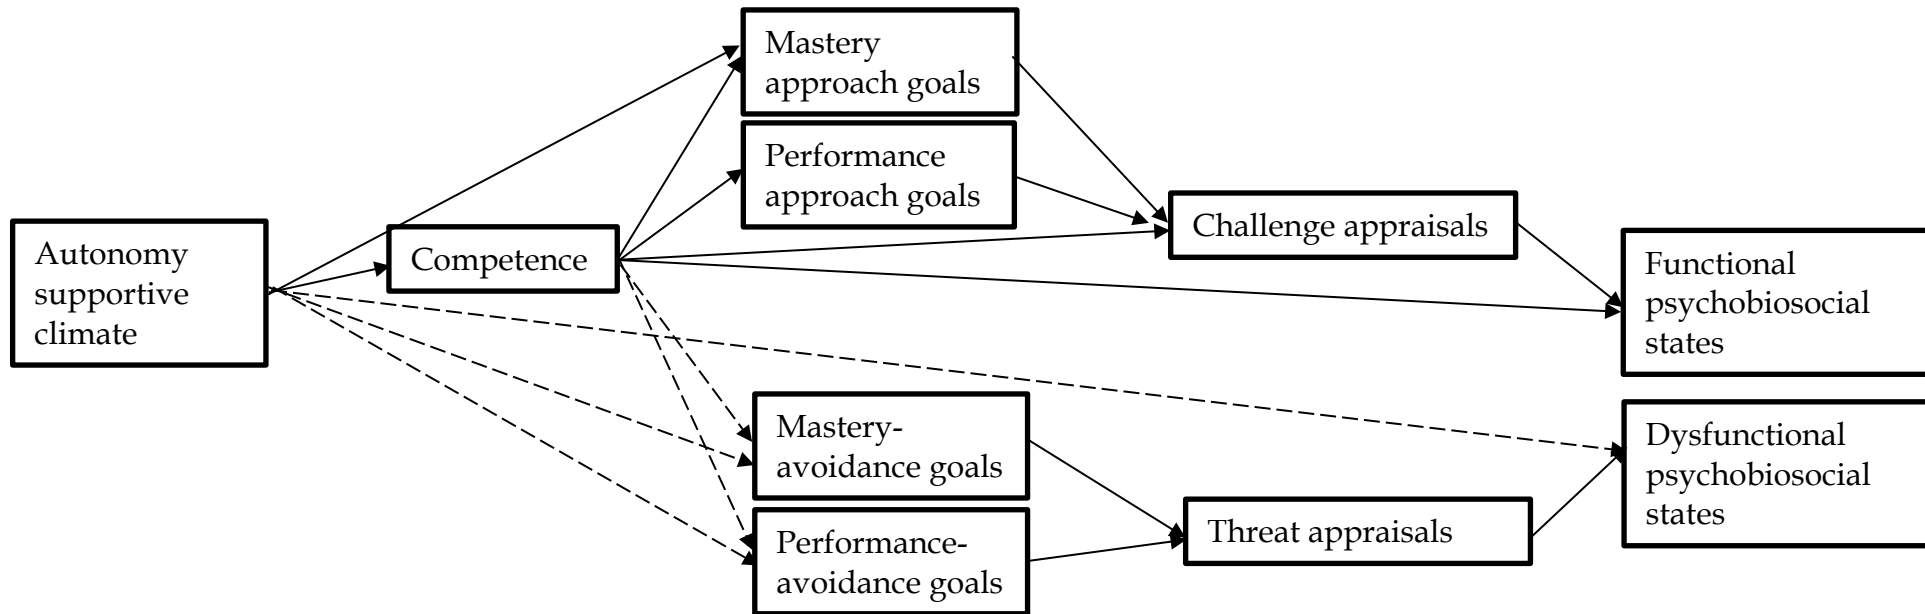 Autonomy
supportive
climate
Competence
Mastery
approach goals
Performance
approach goals
Mastery-
avoidance goals
Performance-
avoidance goals
Challenge appraisals
Threat appraisals
Functional
psychobiosocial
states
Dysfunctional
psychobiosocial
states